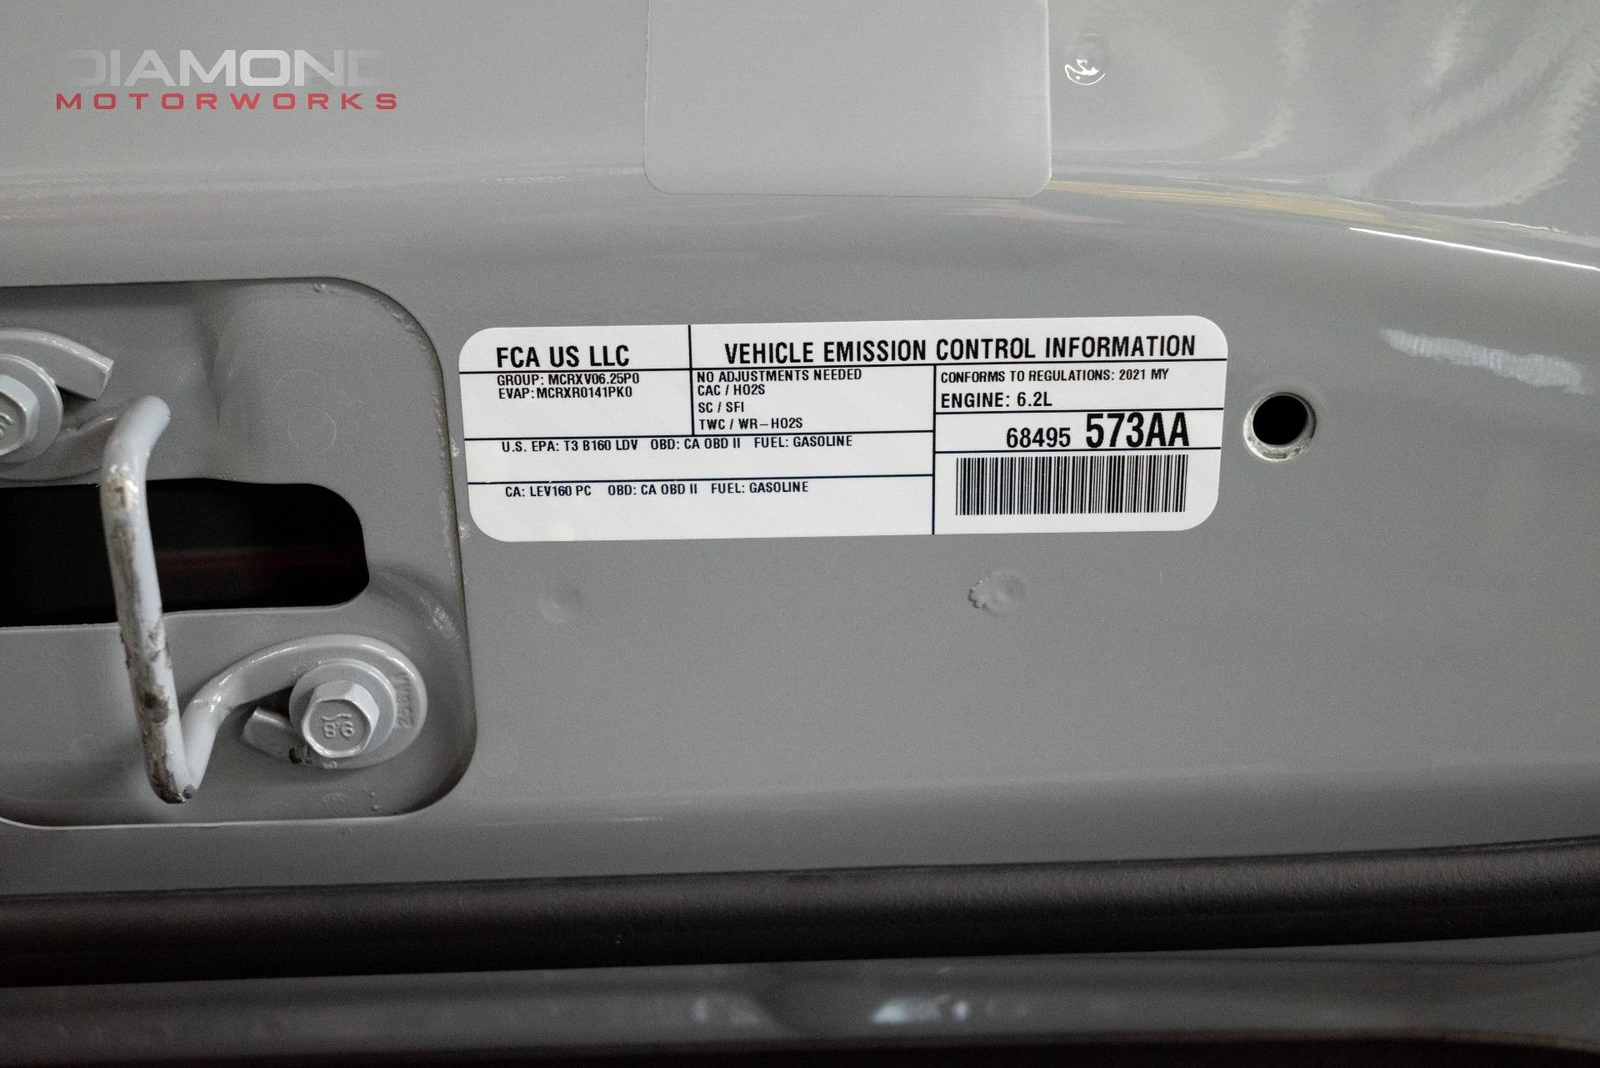 DIAMOND
MOTORWORKS
FCA US LLC
VEHICLE EMISSION CONTROL INFORMATION
GROUP: MCRXV06.25P0
EVAP: MCRXR0141PK0
NO ADJUSTMENTS NEEDED
CAC / HO2S
SC / SFI
TWC / WR-HO2S
CONFORMS TO REGULATIONS: 2021 MY
ENGINE: 6.2L
68495 573AA
U.S. EPA: T3 B160 LDV OBD: CA OBD II FUEL: GASOLINE
CA: LEV160 PC OBD: CA OBD II FUEL: GASOLINE
9.8